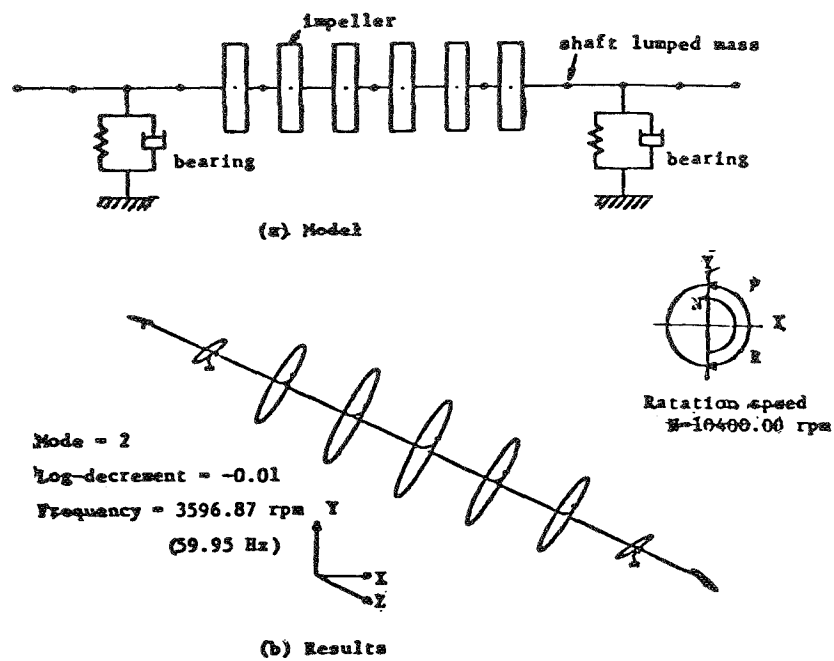 impeller
shaft lumped mass
bearing
bearing
(a) Model
Y
F
N
X
R
Ratation speed
N=10400.00 rpm
Mode = 2
Log-decrement = -0.01
Frequency = 3596.87 rpm
(59.95 Hz)
Y
X
Z
(b) Results